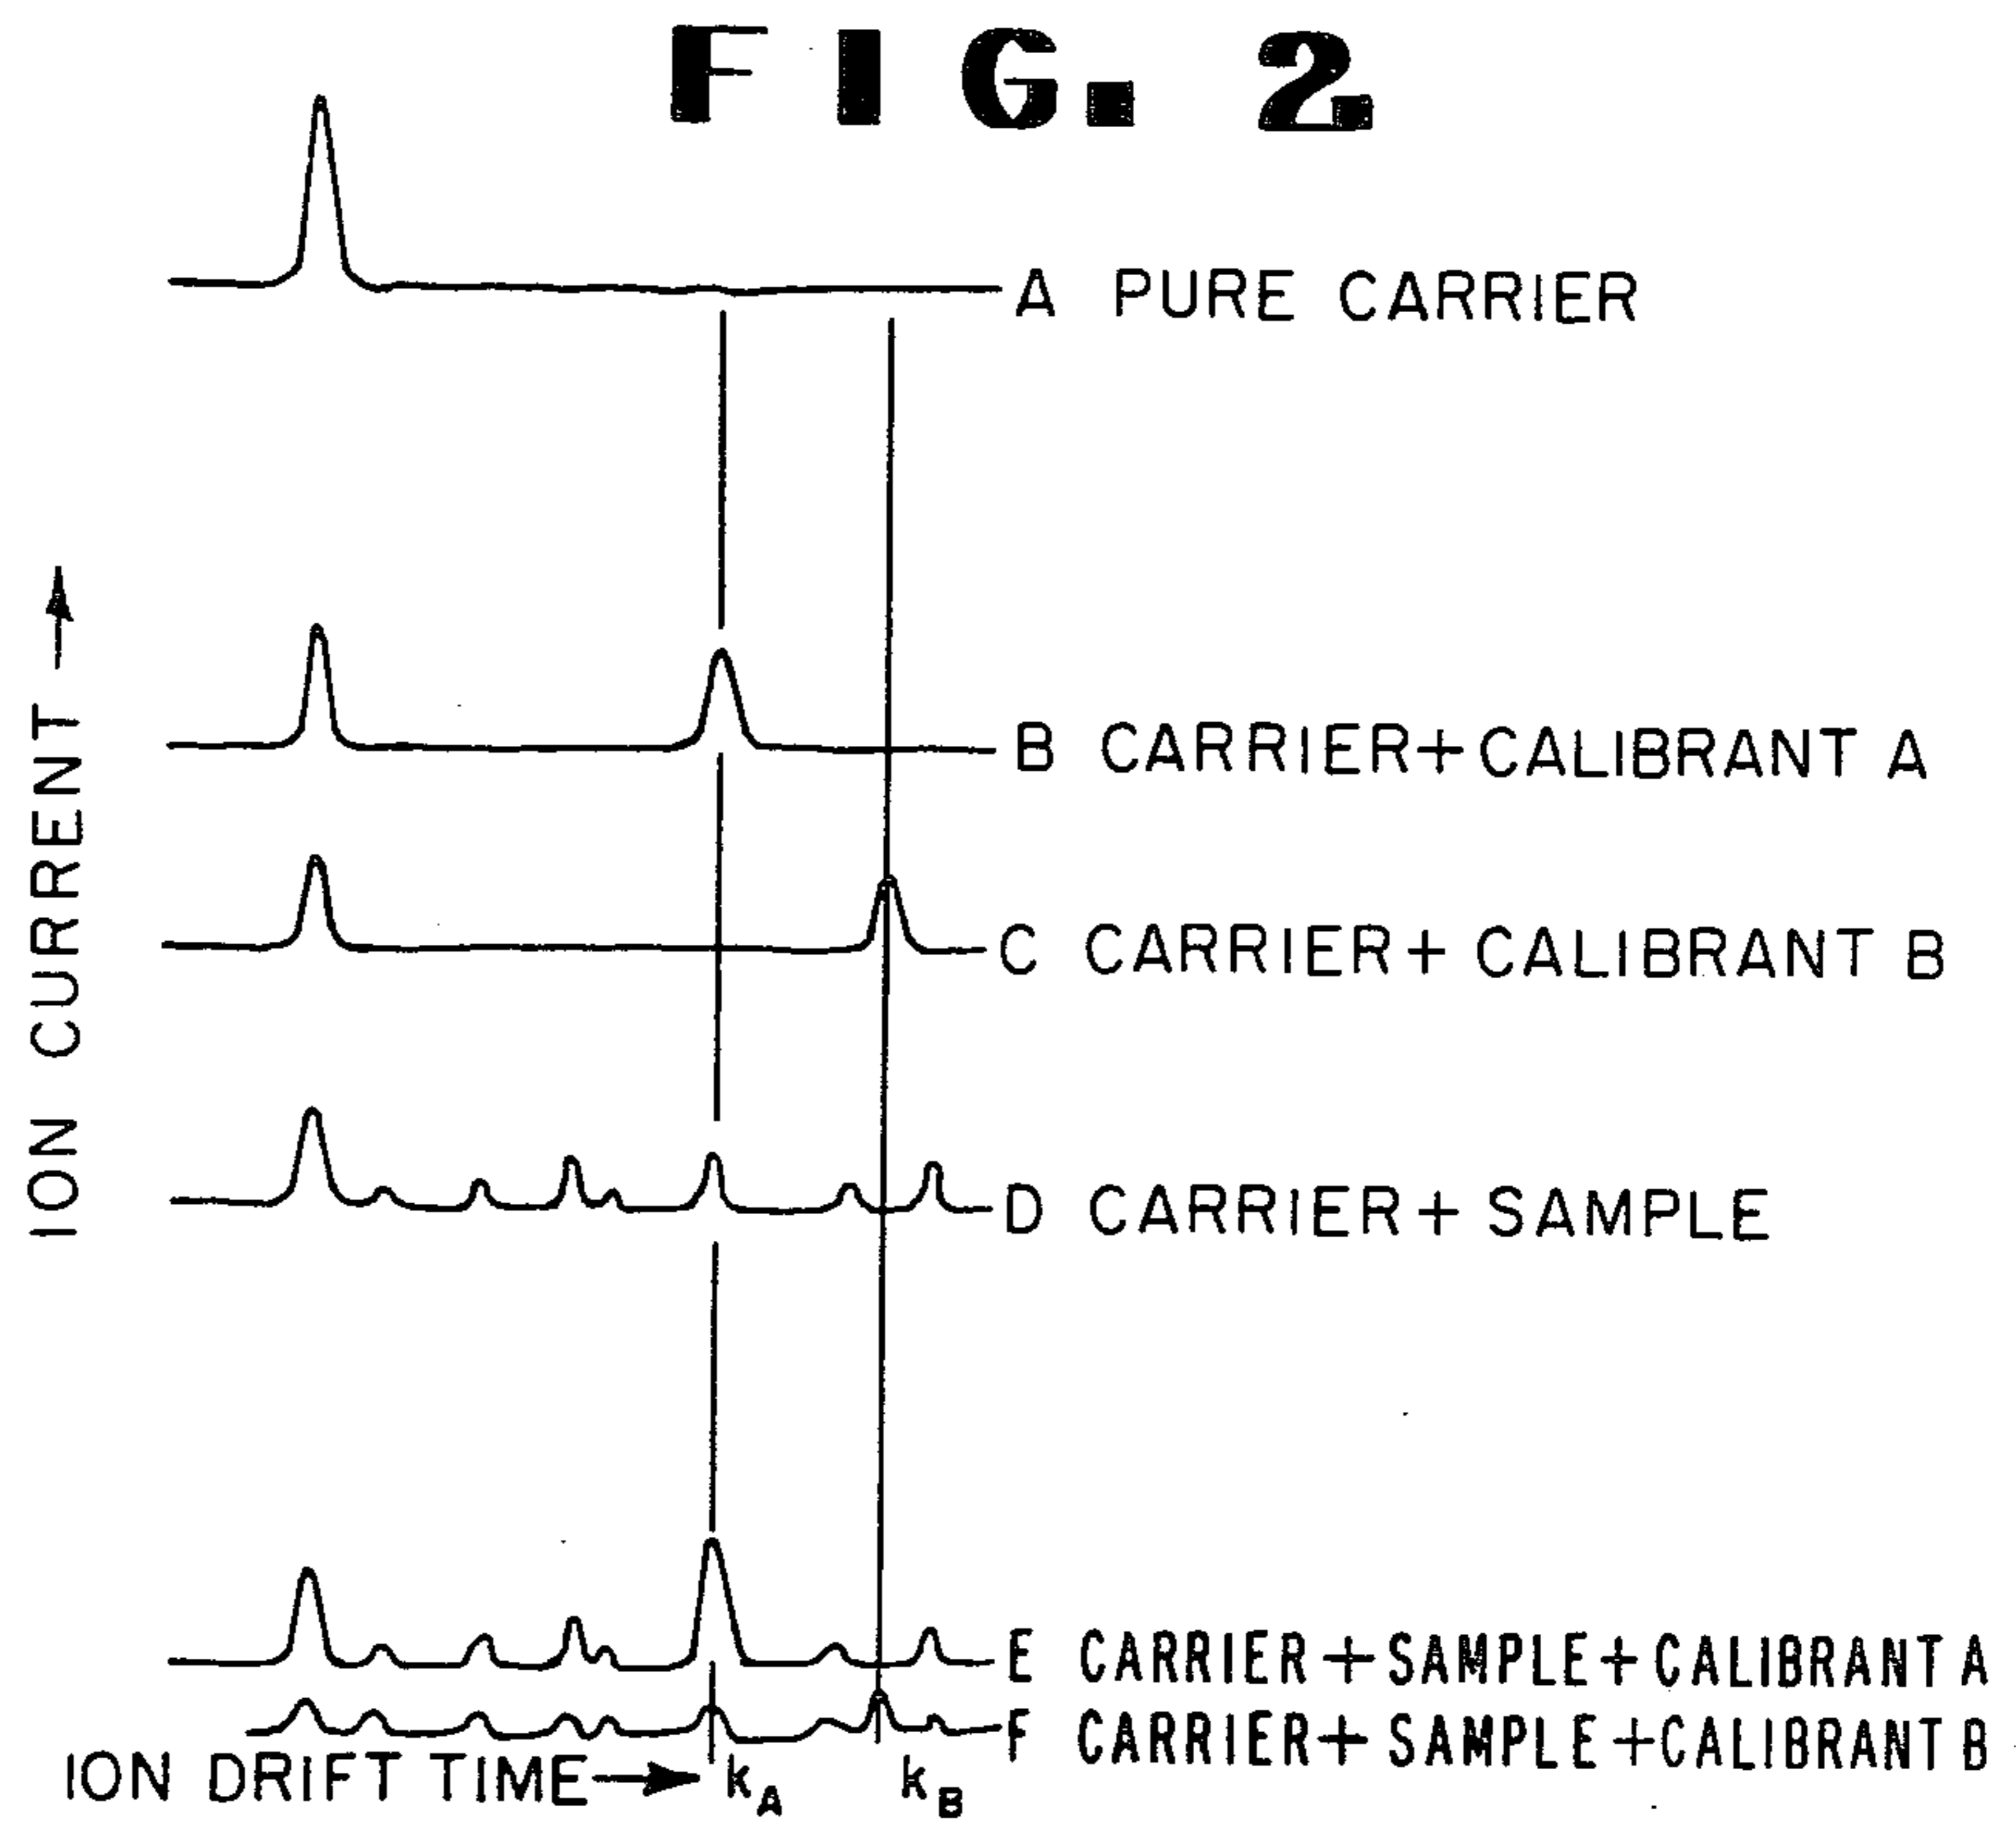 FIG. 2
A PURE CARRIER
B CARRIER+CALIBRANT A
C CARRIER+ CALIBRANT B
D CARRIER+ SAMPLE
E CARRIER+SAMPLE+CALIBRANT A
F CARRIER+ SAMPLE+CALIBRANT B
ION CURRENT →
ION DRIFT TIME → kA kB